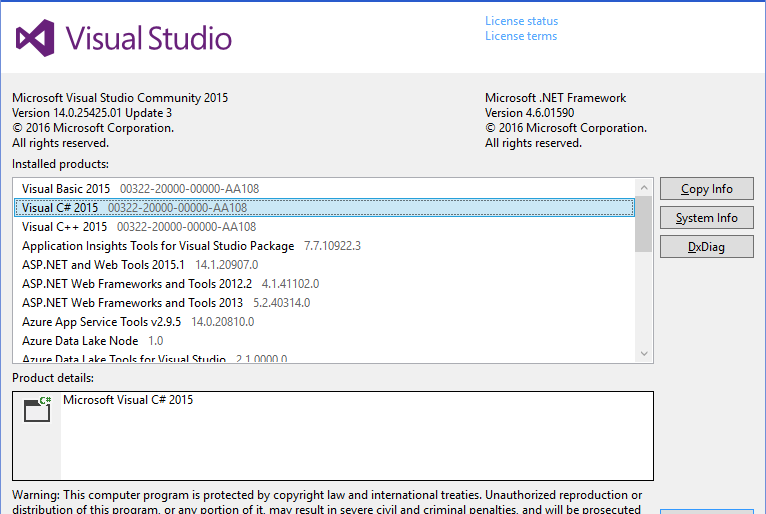 Visual Studio
License status
License terms
Microsoft Visual Studio Community 2015
Version 14.0.25425.01 Update 3
© 2016 Microsoft Corporation.
All rights reserved.
Microsoft .NET Framework
Version 4.6.01590
© 2016 Microsoft Corporation.
All rights reserved.
Installed products:
Visual Basic 2015 00322-20000-00000-AA108
Visual C# 2015 00322-20000-00000-AA108
Visual C++ 2015 00322-20000-00000-AA108
Application Insights Tools for Visual Studio Package 7.7.10922.3
ASP.NET and Web Tools 2015.1 14.1.20907.0
ASP.NET Web Frameworks and Tools 2012.2 4.1.41102.0
ASP.NET Web Frameworks and Tools 2013 5.2.40314.0
Azure App Service Tools v2.9.5 14.0.20810.0
Azure Data Lake Node 1.0
Azure Data Lake Tools for Visual Studio 2.1.0000.0
Copy Info
System Info
DxDiag
Product details:
C#
Microsoft Visual C# 2015
Warning: This computer program is protected by copyright law and international treaties. Unauthorized reproduction or
distribution of this program, or any portion of it, may result in severe civil and criminal penalties, and will be prosecuted